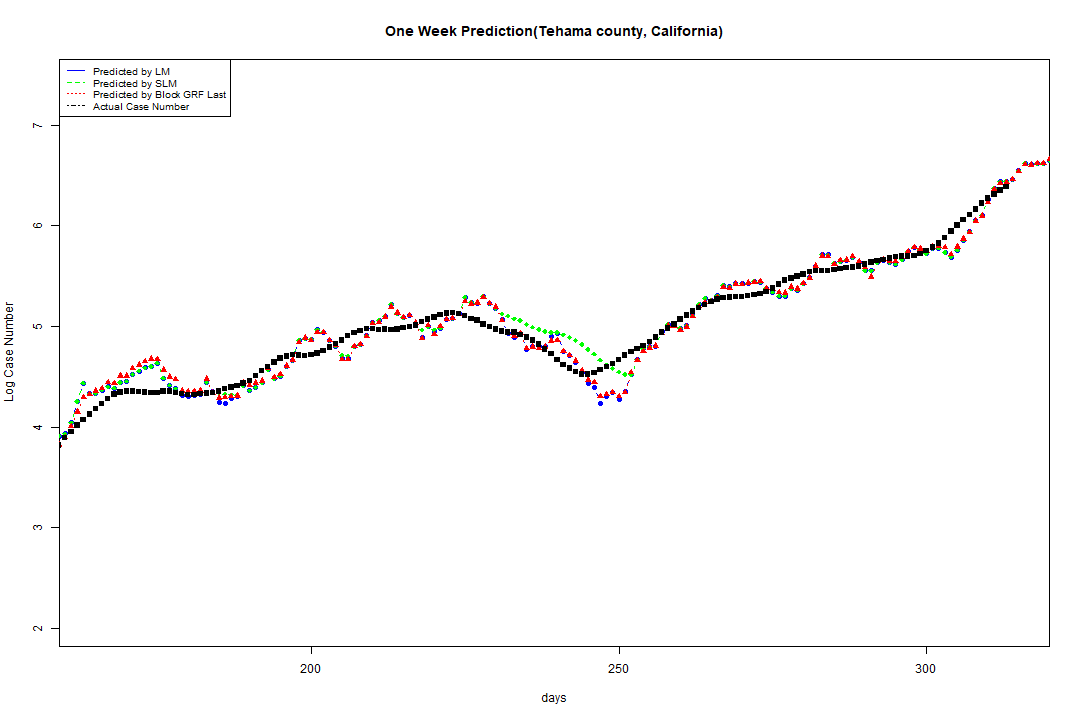 One Week Prediction(Tehama county, California)
Predicted by LM
Predicted by SLM
Predicted by Block GRF Last
Actual Case Number
7
6
5
4
3
2
Log Case Number
200
250
300
days